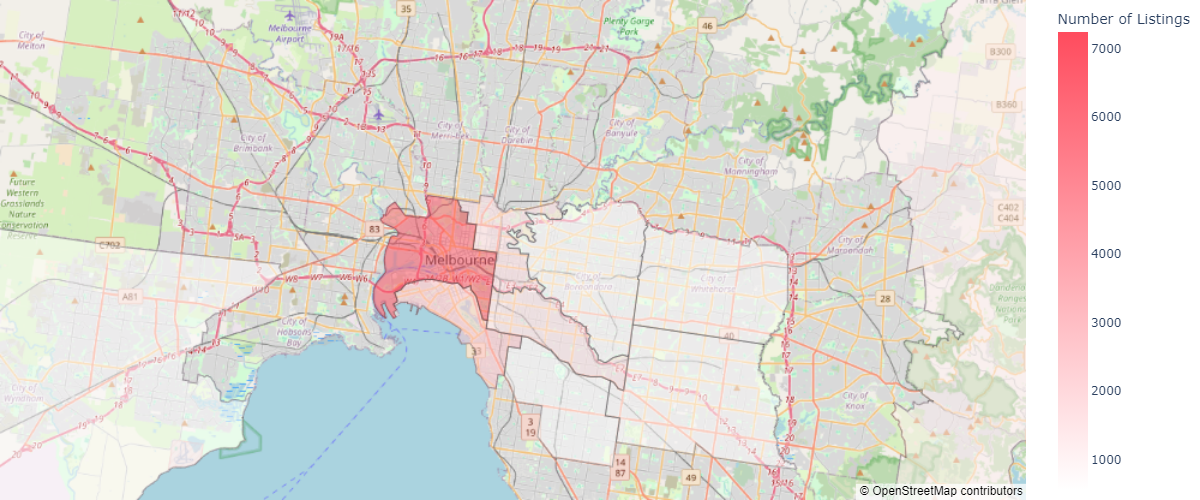 Number of Listings
7000
6000
5000
4000
3000
2000
1000
City of
Melton
Melbourne
Airport
35
Plenty Gorge
Park
46
B300
B360
City of
Brimbank
City of
Merri-bek
City of
Darebin
City of
Banyule
City of
Manningham
Future
Western
Grasslands
Nature
Conservation
Reserve
C702
83
Melbourne
C402
C404
City of
Maroondah
City of
Boroondara
City of
Whitehorse
A81
28
Dandenong
Ranges
National
City of
Hobsons
Bay
33
40
City of
Wyndham
City of
Knox
3
19
14
87
49
© OpenStreetMap contributors